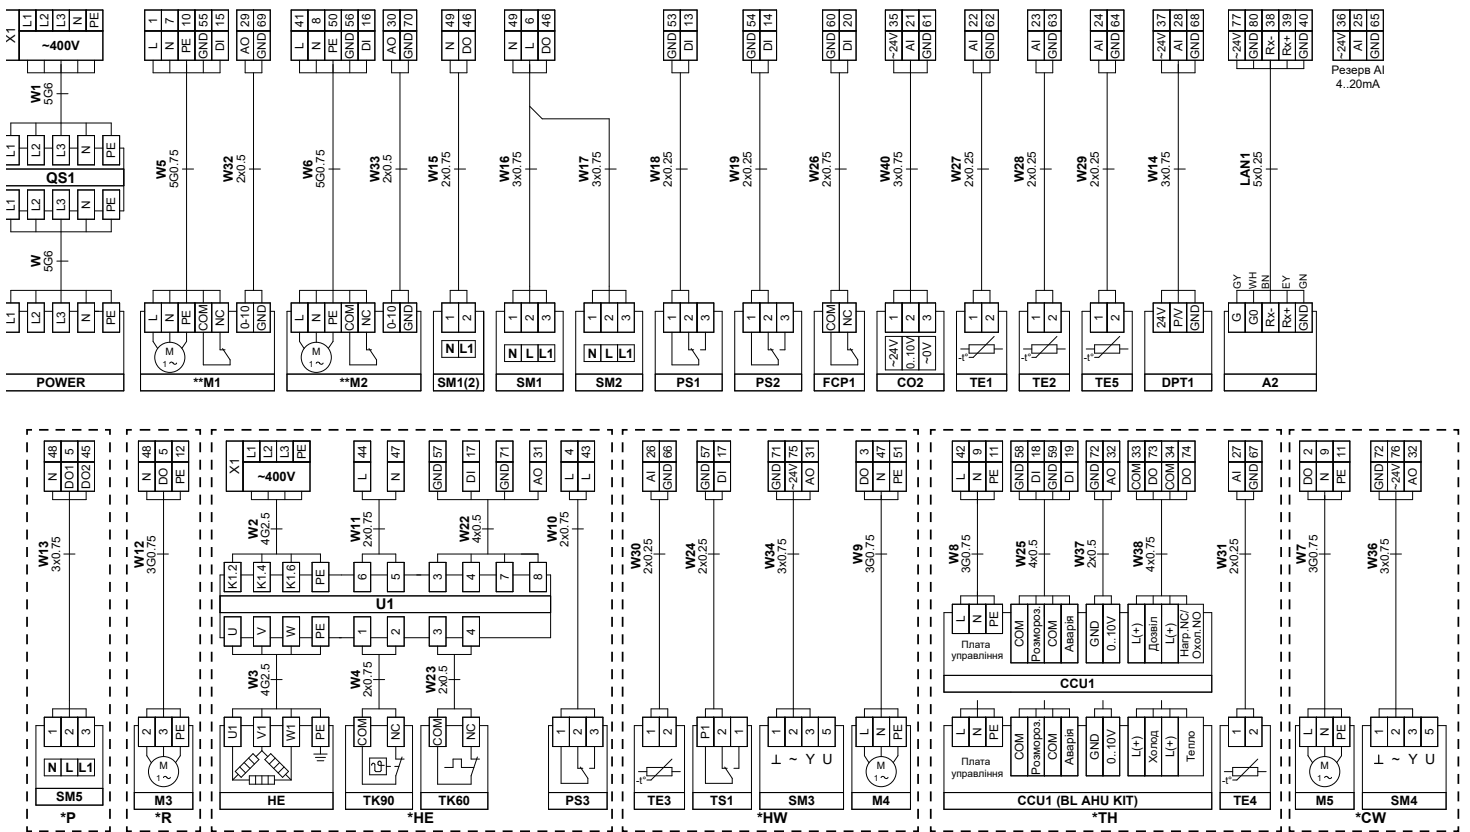 X1 L1 L2 L3 N PE
~400V
W1 5G6
L1 L2 L3 N PE
QS1
L1 L2 L3 N PE
W 5G6
L1 L2 L3 N PE
POWER
1 7 10 55 15
L N PE GND DI
W5 5G0.75
L N PE COM NC
M 1~
29 69
AO GND
W32 2x0.5
0-10 GND
**M1
41 8 50 56 16
L N PE GND DI
W6 5G0.75
L N PE COM NC
M 1~
30 70
AO GND
W33 2x0.5
0-10 GND
**M2
49 46
N DO
W15 2x0.75
1 2
N L1
SM1(2)
49 6 46
N L DO
W16 3x0.75
1 2 3
N L L1
SM1
W17 3x0.75
1 2 3
N L L1
SM2
53 13
GND DI
W18 2x0.25
1 2 3
PS1
54 14
GND DI
W19 2x0.25
1 2 3
PS2
60 20
GND DI
W26 2x0.75
COM NC
FCP1
35 21 61
~24V AI GND
W40 3x0.75
1 2 3
~24V 0..10V ~0V
CO2
22 62
AI GND
W27 2x0.25
1 2
-t°
TE1
23 63
AI GND
W28 2x0.25
1 2
-t°
TE2
24 64
AI GND
W29 2x0.25
1 2
-t°
TE5
37 28 68
~24V AI GND
W14 3x0.75
24V P/V GND
DPT1
77 80 38 39 40
~24V GND Rx- Rx+ GND
LAN1 5x0.25
GY WH BN EY GN
G G0 Rx- Rx+ GND
A2
36 25 65
~24V AI GND
Резерв AI
4..20mA
48 5 45
N DO1 DO2
W13 3x0.75
1 2 3
N L L1
SM5
*P
48 5 12
N DO PE
W12 3G0.75
2 3 PE
M 1~
M3
*R
X1 L1 L2 L3 PE
~400V
W2 4G2.5
44 47
L N
W11 2x0.75
57 17 71 31
GND DI GND AO
W22 4x0.5
4 43
L L
W10 2x0.75
K1.2 K1.4 K1.6 PE 6 5 3 4 7 8
U1
U V W PE 1 2 3 4
W3 4G2.5
W4 2x0.75
W23 2x0.5
U1 V1 W1 PE
HE
COM NC
TK90
COM NC
TK60
1 2 3
PS3
*HE
26 66
AI GND
W30 2x0.25
1 2
-t°
TE3
57 17
GND DI
W24 2x0.25
P1 2 1
TS1
71 75 31
GND ~24V AO
W34 3x0.75
1 2 3 5
⊥ ~ Y U
SM3
3 47 51
DO N PE
W9 3G0.75
L N PE
M 1~
M4
*HW
42 9 11
L N PE
W8 3G0.75
L N PE
Плата
управління
58 18 59 19
GND DI GND DI
W25 4x0.5
COM Розмороз. COM Аварія
72 32
GND AO
W37 2x0.5
GND 0..10V
33 73 34 74
COM DO COM DO
W38 4x0.75
L(+) Дозвіл L(+) Нагр.NC/ Охол.NO
CCU1
L N PE
Плата
управління
COM Розмороз. COM Аварія
GND 0..10V
L(+) Холод L(+) Тепло
CCU1 (BL AHU KIT)
27 67
AI GND
W31 2x0.25
1 2
-t°
TE4
*TH
2 9 11
DO N PE
W7 3G0.75
L N PE
M 1~
M5
72 76 32
GND ~24V AO
W36 3x0.75
1 2 3 5
⊥ ~ Y U
SM4
*CW